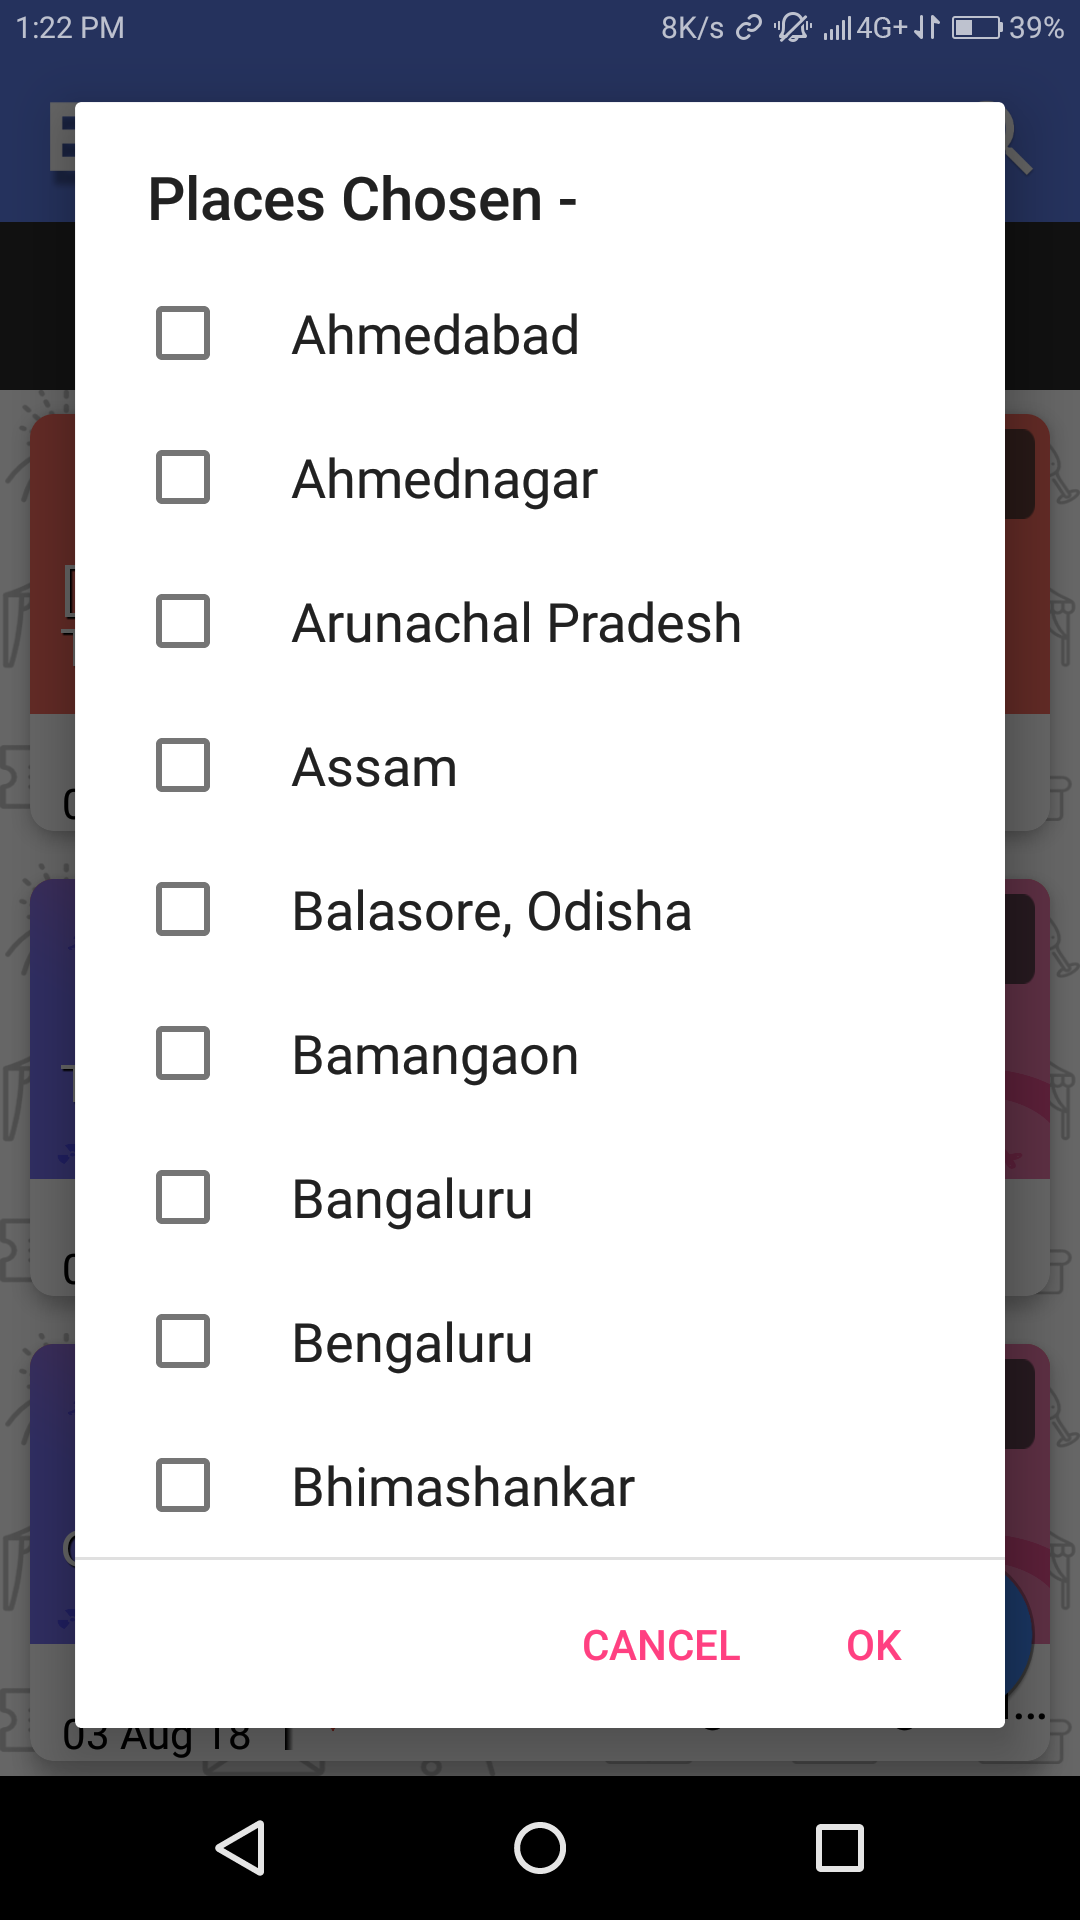 1:22 PM 8K/s 4G+ 39%
Places Chosen -
Ahmedabad
Ahmednagar
Arunachal Pradesh
Assam
Balasore, Odisha
Bamangaon
Bangaluru
Bengaluru
Bhimashankar
CANCEL OK
03 Aug 18